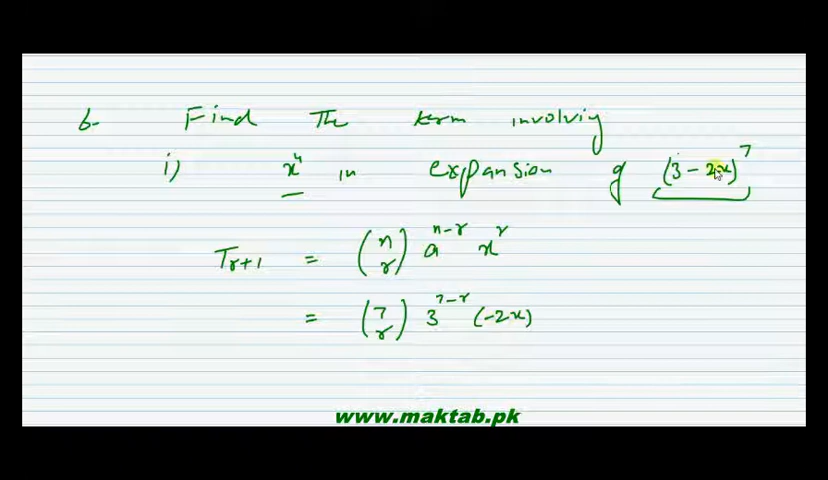 6- Find The term involvig
i) x⁴ in expansion of (3 - 2x)⁷
Tr+1 = (n r) a^n-r x^r
= (7 r) 3^7-r (-2x)
www.maktab.pk